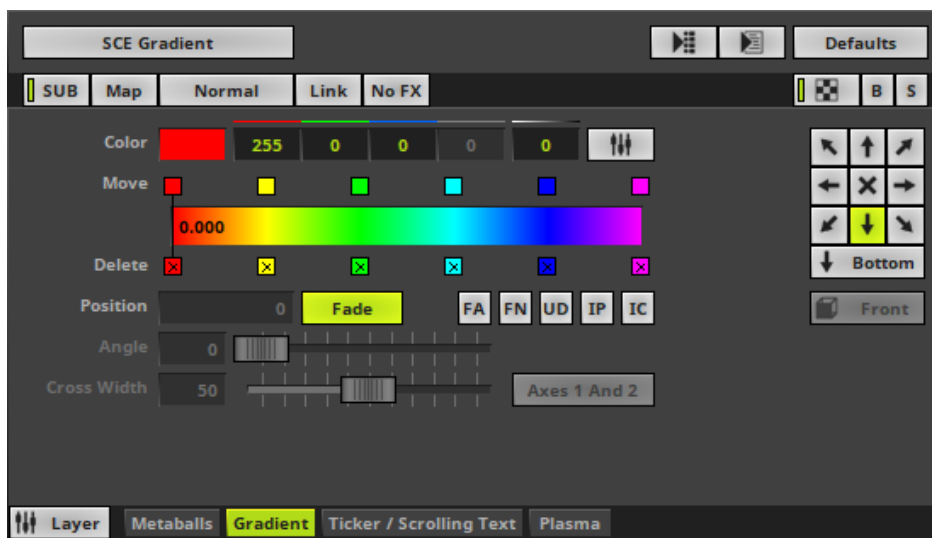 SCE Gradient Defaults
SUB Map Normal Link No FX B S
Color 255 0 0 0 0
Move
0.000
Delete
Bottom
Position 0 Fade FA FN UD IP IC Front
Angle 0
Cross Width 50 Axes 1 And 2
Layer Metaballs Gradient Ticker / Scrolling Text Plasma